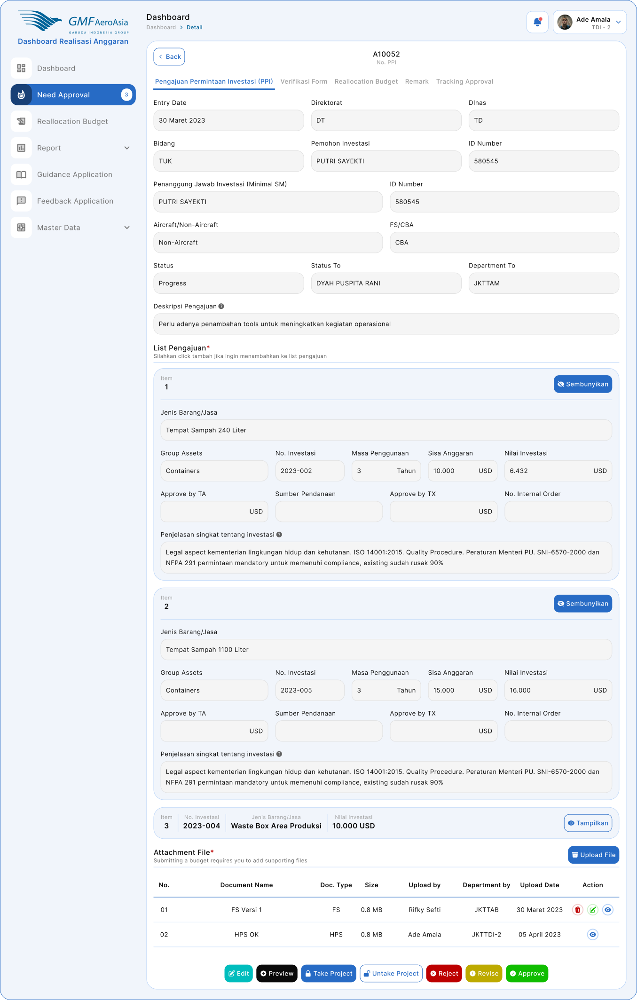 GMF AeroAsia
GARUDA INDONESIA GROUP
Dashboard Realisasi Anggaran
Dashboard
Need Approval
3
Reallocation Budget
Report
Guidance Application
Feedback Application
Master Data
Dashboard
Dashboard > Detail
Ade Amala
TDI - 2
Back
A10052
No. PPI
Pengajuan Permintaan Investasi (PPI) Verifikasi Form Reallocation Budget Remark Tracking Approval
Entry Date Direktorat DInas
30 Maret 2023 DT TD
Bidang Pemohon Investasi ID Number
TUK PUTRI SAYEKTI 580545
Penanggung Jawab Investasi (Minimal SM) ID Number
PUTRI SAYEKTI 580545
Aircraft/Non-Aircraft FS/CBA
Non-Aircraft CBA
Status Status To Department To
Progress DYAH PUSPITA RANI JKTTAM
Deskripsi Pengajuan
Perlu adanya penambahan tools untuk meningkatkan kegiatan operasional
List Pengajuan*
Silahkan click tambah jika ingin menambahkan ke list pengajuan
Item
1
Sembunyikan
Jenis Barang/Jasa
Tempat Sampah 240 Liter
Group Assets No. Investasi Masa Penggunaan Sisa Anggaran Nilai Investasi
Containers 2023-002 3 Tahun 10.000 USD 6.432 USD
Approve by TA Sumber Pendanaan Approve by TX No. Internal Order
USD USD
Penjelasan singkat tentang investasi
Legal aspect kementerian lingkungan hidup dan kehutanan. ISO 14001:2015. Quality Procedure. Peraturan Menteri PU. SNI-6570-2000 dan
NFPA 291 permintaan mandatory untuk memenuhi compliance, existing sudah rusak 90%
Item
2
Sembunyikan
Jenis Barang/Jasa
Tempat Sampah 1100 Liter
Group Assets No. Investasi Masa Penggunaan Sisa Anggaran Nilai Investasi
Containers 2023-005 3 Tahun 15.000 USD 16.000 USD
Approve by TA Sumber Pendanaan Approve by TX No. Internal Order
USD USD
Penjelasan singkat tentang investasi
Legal aspect kementerian lingkungan hidup dan kehutanan. ISO 14001:2015. Quality Procedure. Peraturan Menteri PU. SNI-6570-2000 dan
NFPA 291 permintaan mandatory untuk memenuhi compliance, existing sudah rusak 90%
Item No. Investasi Jenis Barang/Jasa Nilai Investasi
3 2023-004 Waste Box Area Produksi 10.000 USD
Tampilkan
Attachment File*
Submitting a budget requires you to add supporting files
Upload File
No. Document Name Doc. Type Size Upload by Department by Upload Date Action
01 FS Versi 1 FS 0.8 MB Rifky Sefti JKTTAB 30 Maret 2023
02 HPS OK HPS 0.8 MB Ade Amala JKTTDI-2 05 April 2023
Edit Preview Take Project Untake Project Reject Revise Approve